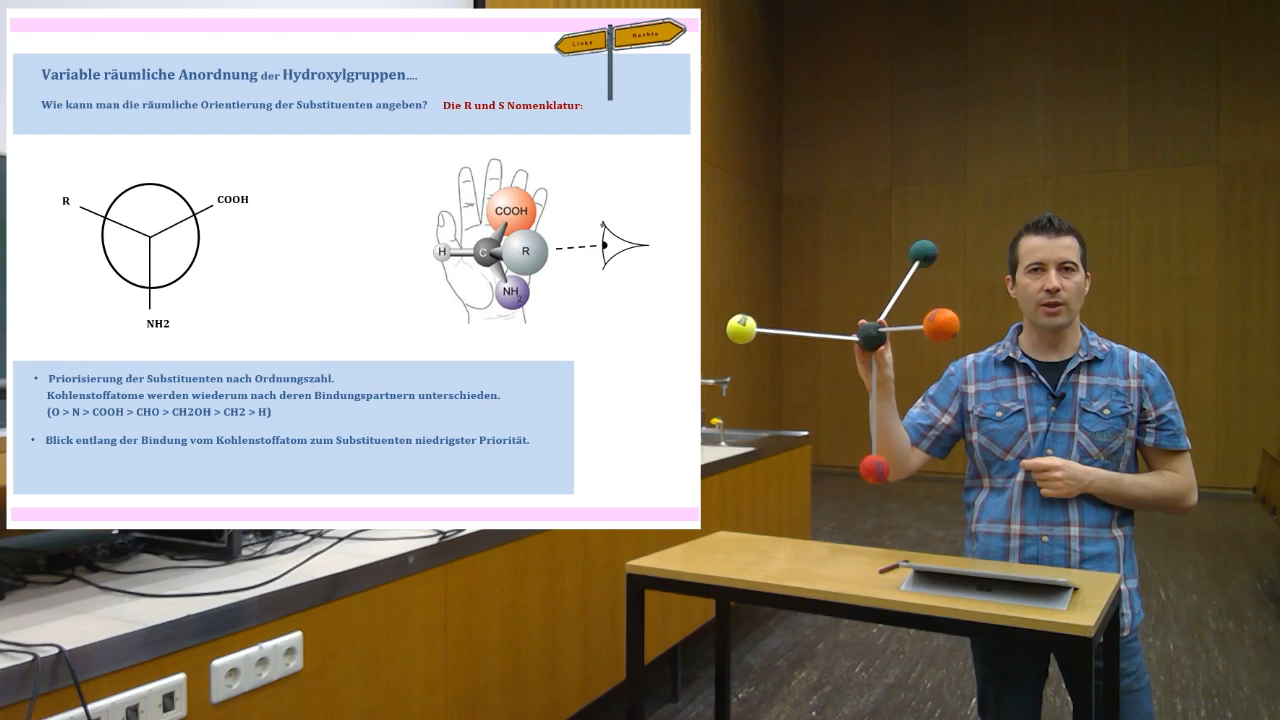 Links
Rechts
Variable räumliche Anordnung der Hydroxylgruppen....
Wie kann man die räumliche Orientierung der Substituenten angeben? Die R und S Nomenklatur:
R
COOH
NH2
COOH
H
C
R
NH2
• Priorisierung der Substituenten nach Ordnungszahl.
Kohlenstoffatome werden wiederum nach deren Bindungspartnern unterschieden.
(O > N > COOH > CHO > CH2OH > CH2 > H)
• Blick entlang der Bindung vom Kohlenstoffatom zum Substituenten niedrigster Priorität.